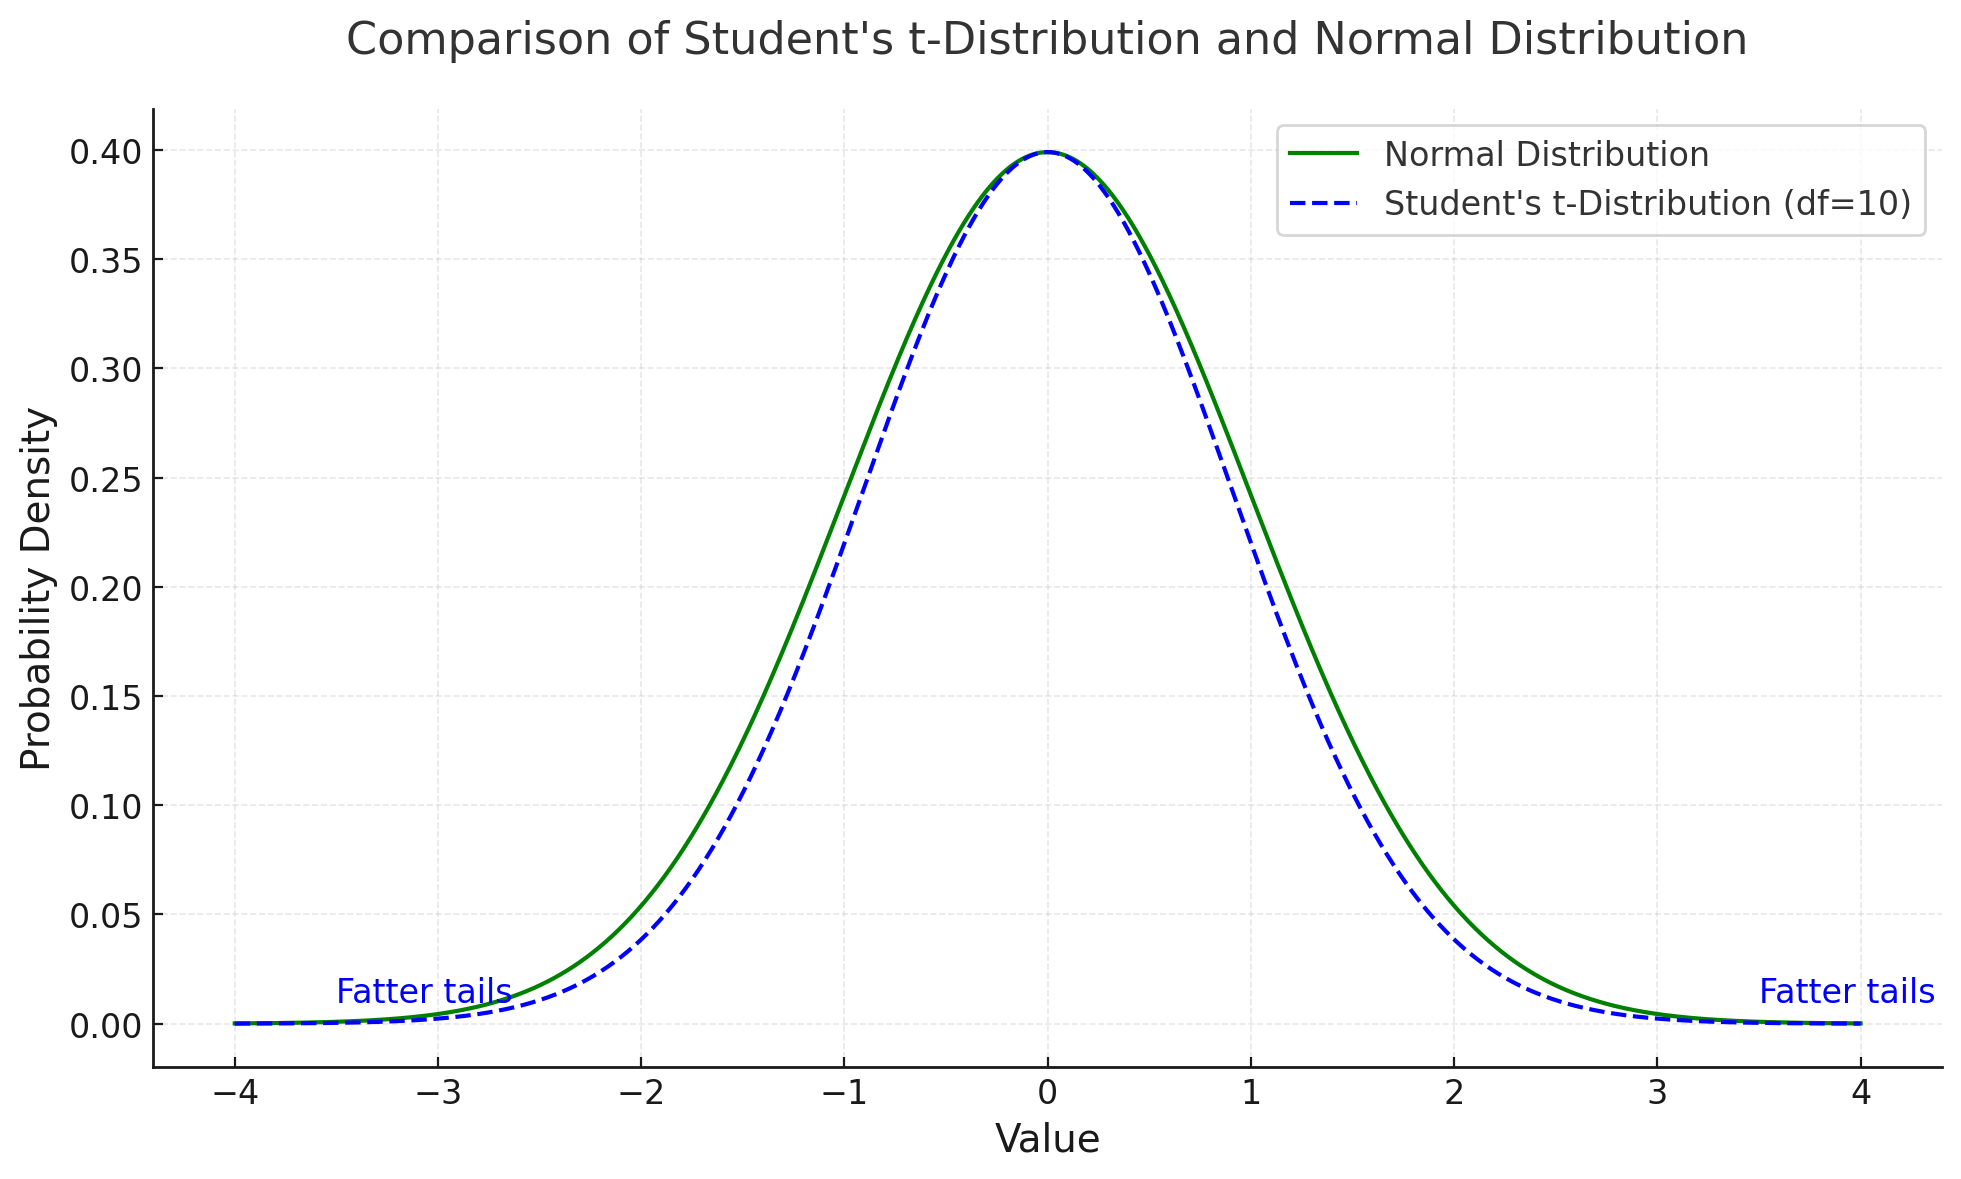 Comparison of Student's t-Distribution and Normal Distribution
Normal Distribution
Student's t-Distribution (df=10)
Probability Density
0.40
0.35
0.30
0.25
0.20
0.15
0.10
0.05
0.00
Fatter tails
Fatter tails
−4 −3 −2 −1 0 1 2 3 4
Value